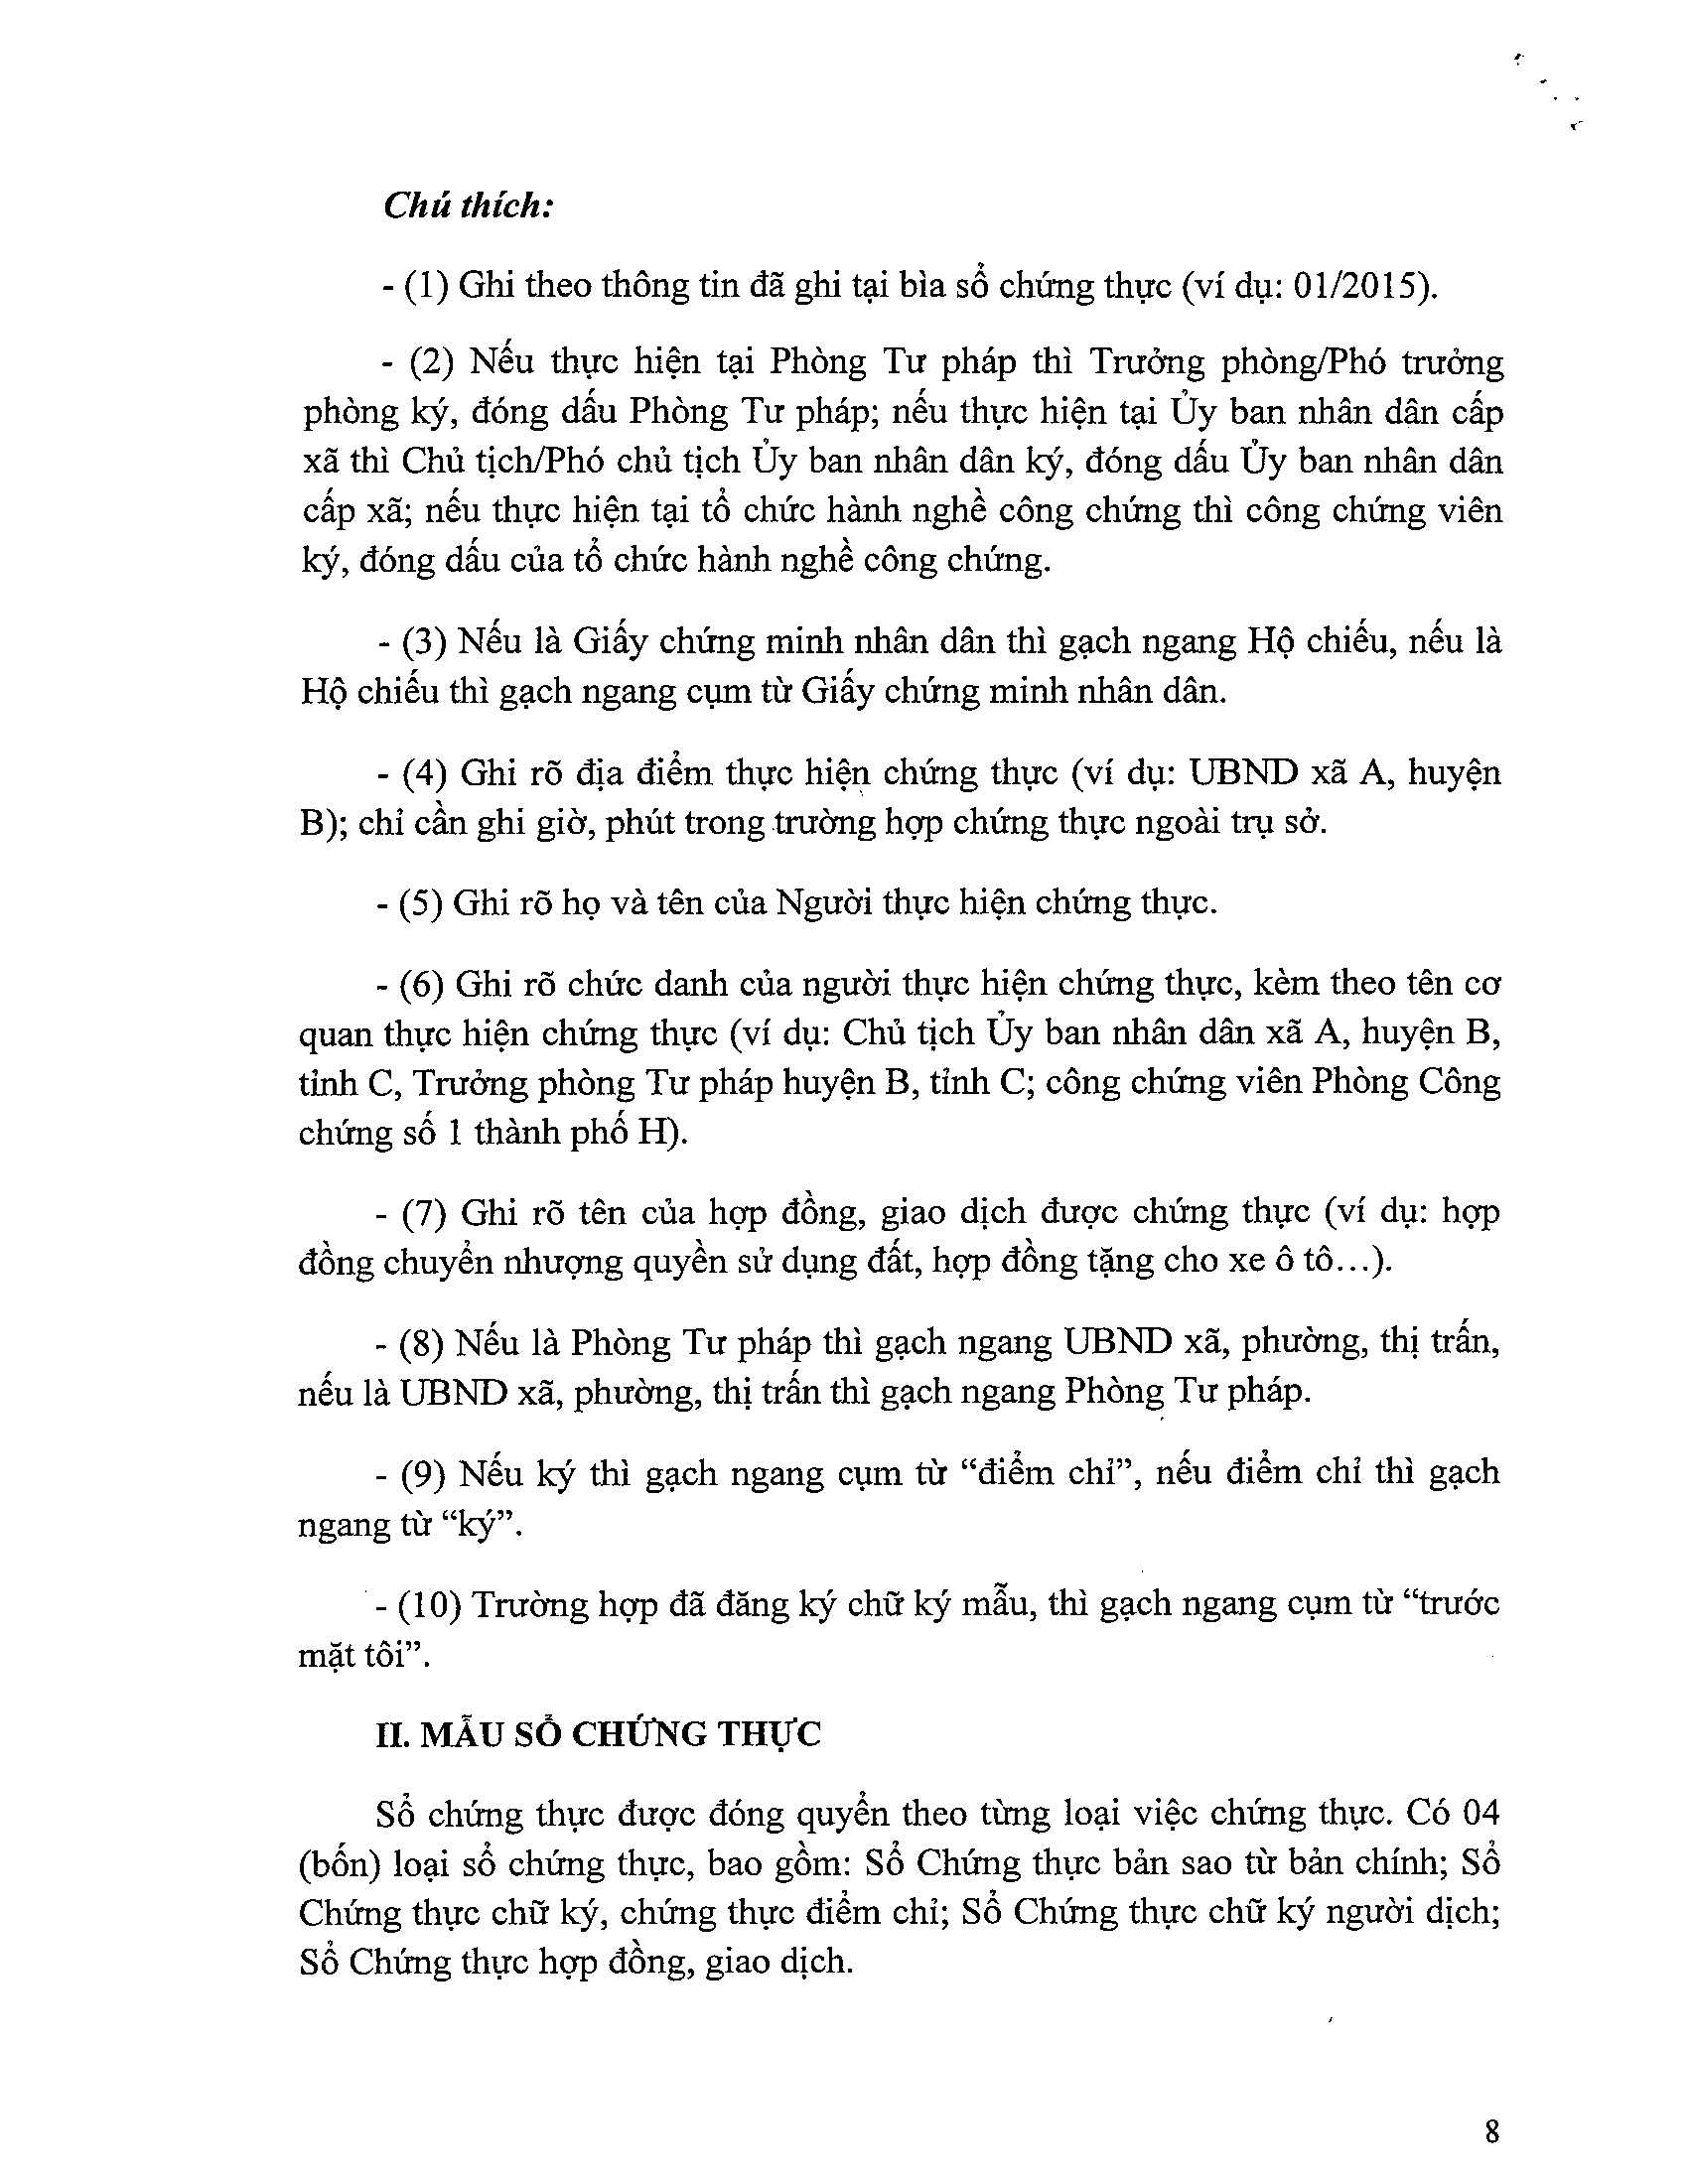 Chú thích:
- (1) Ghi theo thông tin đã ghi tại bìa sổ chứng thực (ví dụ: 01/2015).
- (2) Nếu thực hiện tại Phòng Tư pháp thì Trưởng phòng/Phó trưởng
phòng ký, đóng dấu Phòng Tư pháp; nếu thực hiện tại Ủy ban nhân dân cấp
xã thì Chủ tịch/Phó chủ tịch Ủy ban nhân dân ký, đóng dấu Ủy ban nhân dân
cấp xã; nếu thực hiện tại tổ chức hành nghề công chứng thì công chứng viên
ký, đóng dấu của tổ chức hành nghề công chứng.
- (3) Nếu là Giấy chứng minh nhân dân thì gạch ngang Hộ chiếu, nếu là
Hộ chiếu thì gạch ngang cụm từ Giấy chứng minh nhân dân.
- (4) Ghi rõ địa điểm thực hiện chứng thực (ví dụ: UBND xã A, huyện
B); chỉ cần ghi giờ, phút trong trường hợp chứng thực ngoài trụ sở.
- (5) Ghi rõ họ và tên của Người thực hiện chứng thực.
- (6) Ghi rõ chức danh của người thực hiện chứng thực, kèm theo tên cơ
quan thực hiện chứng thực (ví dụ: Chủ tịch Ủy ban nhân dân xã A, huyện B,
tỉnh C, Trưởng phòng Tư pháp huyện B, tỉnh C; công chứng viên Phòng Công
chứng số 1 thành phố H).
- (7) Ghi rõ tên của hợp đồng, giao dịch được chứng thực (ví dụ: hợp
đồng chuyển nhượng quyền sử dụng đất, hợp đồng tặng cho xe ô tô...).
- (8) Nếu là Phòng Tư pháp thì gạch ngang UBND xã, phường, thị trấn,
nếu là UBND xã, phường, thị trấn thì gạch ngang Phòng Tư pháp.
- (9) Nếu ký thì gạch ngang cụm từ “điểm chỉ”, nếu điểm chỉ thì gạch
ngang từ “ký”.
- (10) Trường hợp đã đăng ký chữ ký mẫu, thì gạch ngang cụm từ “trước
mặt tôi”.
II. MẪU SỔ CHỨNG THỰC
Sổ chứng thực được đóng quyển theo từng loại việc chứng thực. Có 04
(bốn) loại sổ chứng thực, bao gồm: Sổ Chứng thực bản sao từ bản chính; Sổ
Chứng thực chữ ký, chứng thực điểm chỉ; Sổ Chứng thực chữ ký người dịch;
Sổ Chứng thực hợp đồng, giao dịch.
8